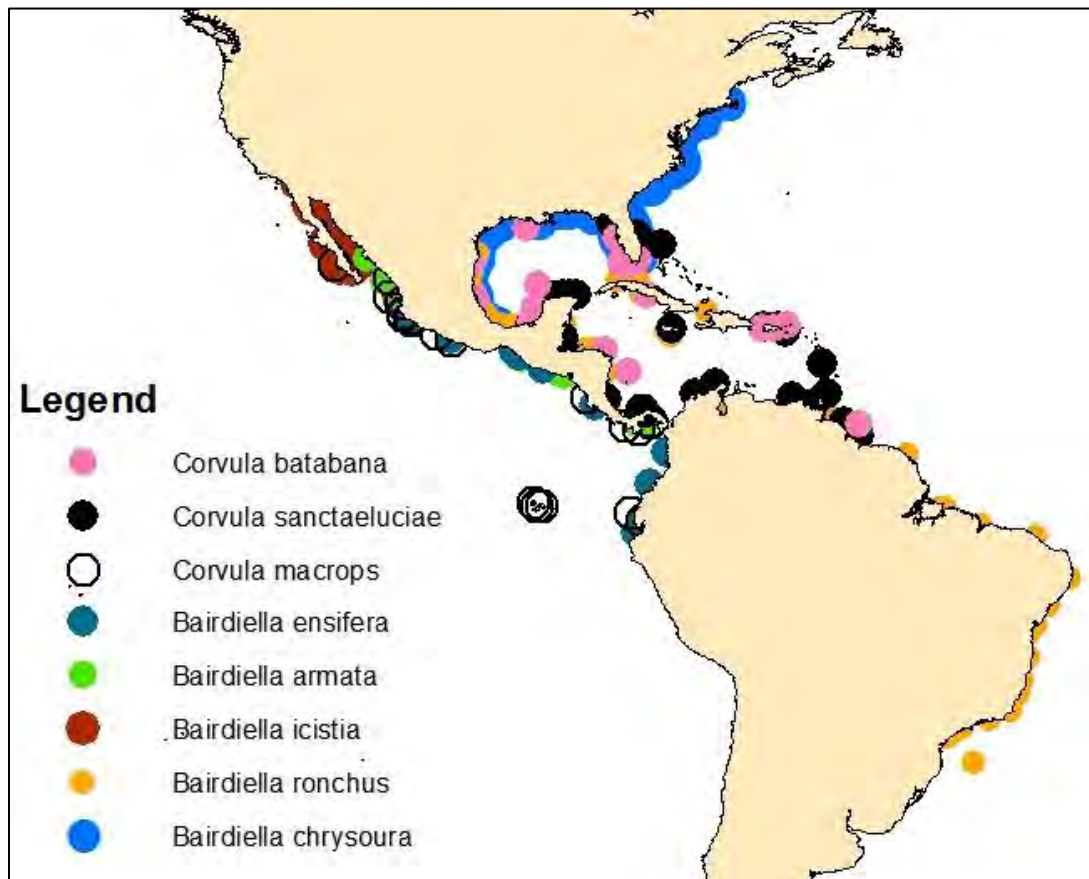 Legend
Corvula batabana
Corvula sanctaeluciae
Corvula macrops
Bairdiella ensifera
Bairdiella armata
Bairdiella icistia
Bairdiella ronchus
Bairdiella chrysoura